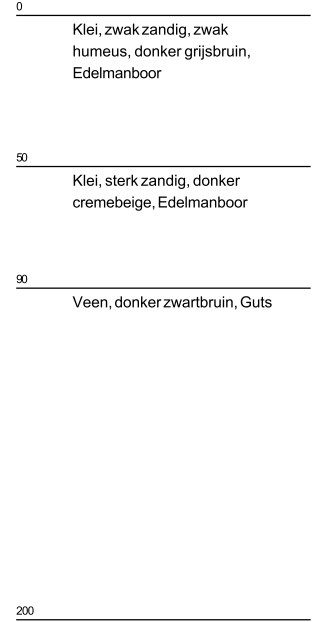 0
Klei, zwak zandig, zwak
humeus, donker grijsbruin,
Edelmanboor
50
Klei, sterk zandig, donker
cremebeige, Edelmanboor
90
Veen, donker zwartbruin, Guts
200